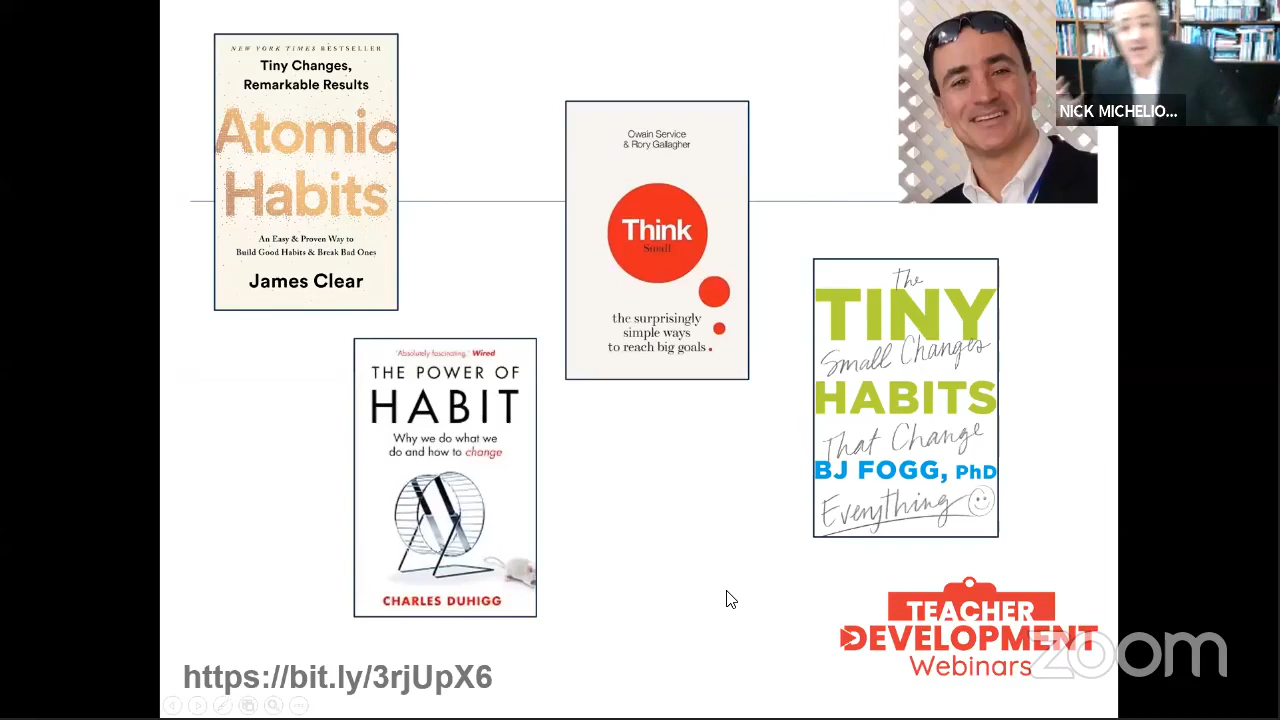 NEW YORK TIMES BESTSELLER
Tiny Changes,
Remarkable Results
Atomic
Habits
An Easy & Proven Way to
Build Good Habits & Break Bad Ones
James Clear
Owain Service
& Rory Gallagher
Think
Small
the surprisingly
simple ways
to reach big goals.
NICK MICHELIO...
'Absolutely fascinating.' Wired
THE POWER OF
HABIT
Why we do what we
do and how to change
CHARLES DUHIGG
The
TINY
Small Changes
HABITS
That Change
BJ FOGG, PhD
Everything
TEACHER
DEVELOPMENT
Webinars
zoom
https://bit.ly/3rjUpX6